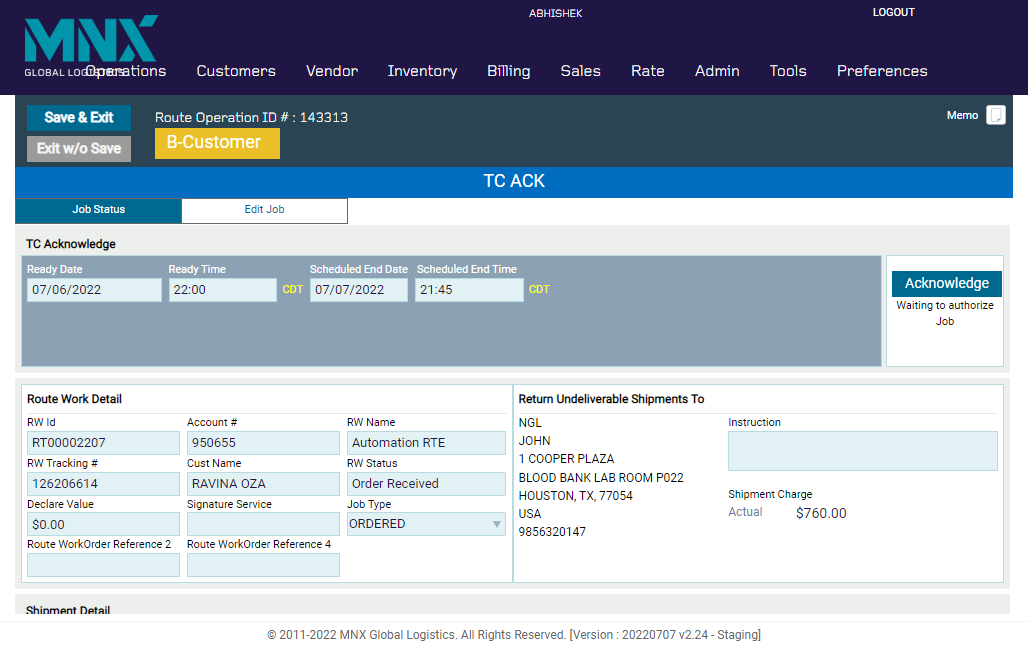 ABHISHEK
LOGOUT
MNX
GLOBAL LOGISTICS
Operations Customers Vendor Inventory Billing Sales Rate Admin Tools Preferences
Save & Exit
Route Operation ID # : 143313
Memo
Exit w/o Save
B-Customer
TC ACK
Job Status Edit Job
TC Acknowledge
Ready Date Ready Time Scheduled End Date Scheduled End Time
07/06/2022 22:00 CDT 07/07/2022 21:45 CDT
Acknowledge
Waiting to authorize
Job
Route Work Detail
RW Id Account # RW Name
RT00002207 950655 Automation RTE
RW Tracking # Cust Name RW Status
126206614 RAVINA OZA Order Received
Declare Value Signature Service Job Type
$0.00 ORDERED
Route WorkOrder Reference 2 Route WorkOrder Reference 4
Return Undeliverable Shipments To
NGL
JOHN
1 COOPER PLAZA
BLOOD BANK LAB ROOM P022
HOUSTON, TX, 77054
USA
9856320147
Instruction
Shipment Charge
Actual $760.00
Shipment Detail
© 2011-2022 MNX Global Logistics. All Rights Reserved. [Version : 20220707 v2.24 - Staging]